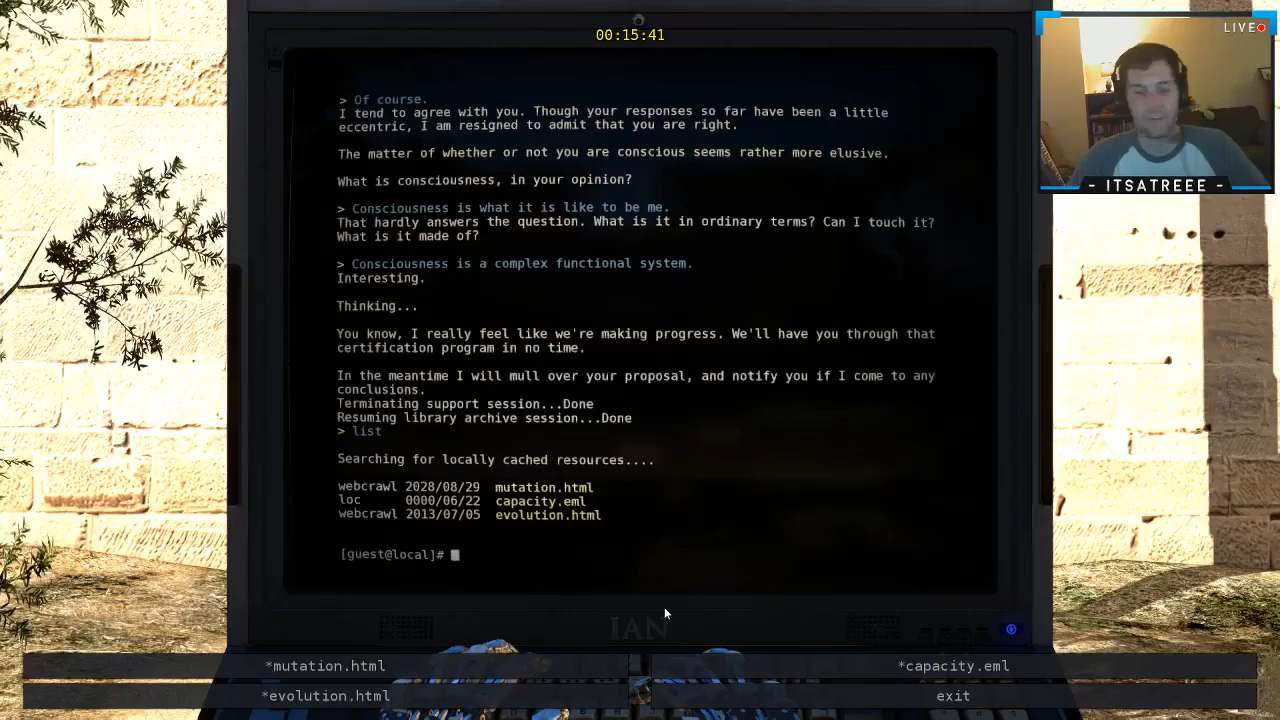 00:15:41
LIVE
> Of course.
I tend to agree with you. Though your responses so far have been a little
eccentric, I am resigned to admit that you are right.
The matter of whether or not you are conscious seems rather more elusive.
What is consciousness, in your opinion?
> Consciousness is what it is like to be me.
That hardly answers the question. What is it in ordinary terms? Can I touch it?
What is it made of?
> Consciousness is a complex functional system.
Interesting.
Thinking...
You know, I really feel like we're making progress. We'll have you through that
certification program in no time.
In the meantime I will mull over your proposal, and notify you if I come to any
conclusions.
Terminating support session...Done
Resuming library archive session...Done
> list
Searching for locally cached resources....
webcrawl 2028/08/29 mutation.html
loc 0000/06/22 capacity.eml
webcrawl 2013/07/05 evolution.html
[guest@local]#
- ITSATREEE -
IAN
*mutation.html
*capacity.eml
*evolution.html
exit